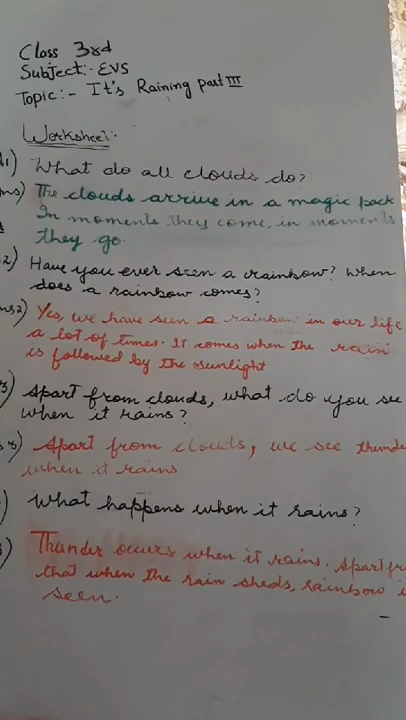 Class 3rd
Subject:- EVS
Topic:- It's Raining part III
Worksheet:-
1) What do all clouds do?
ns) The clouds arrive in a magic pack
In moments they come, in moments
they go.
2) Have you ever seen a rainbow? When
does a rainbow comes?
ns2) Yes, we have seen a rainbow in our life
a lot of times. It comes when the rain
is followed by the sunlight
3) Apart from clouds, what do you see
when it rains?
s3) Apart from clouds, we see thunde
when it rains
) What happens when it rains?
) Thunder occurs when it rains. Apart fr
that when the rain sheds, rainbow i
seen.